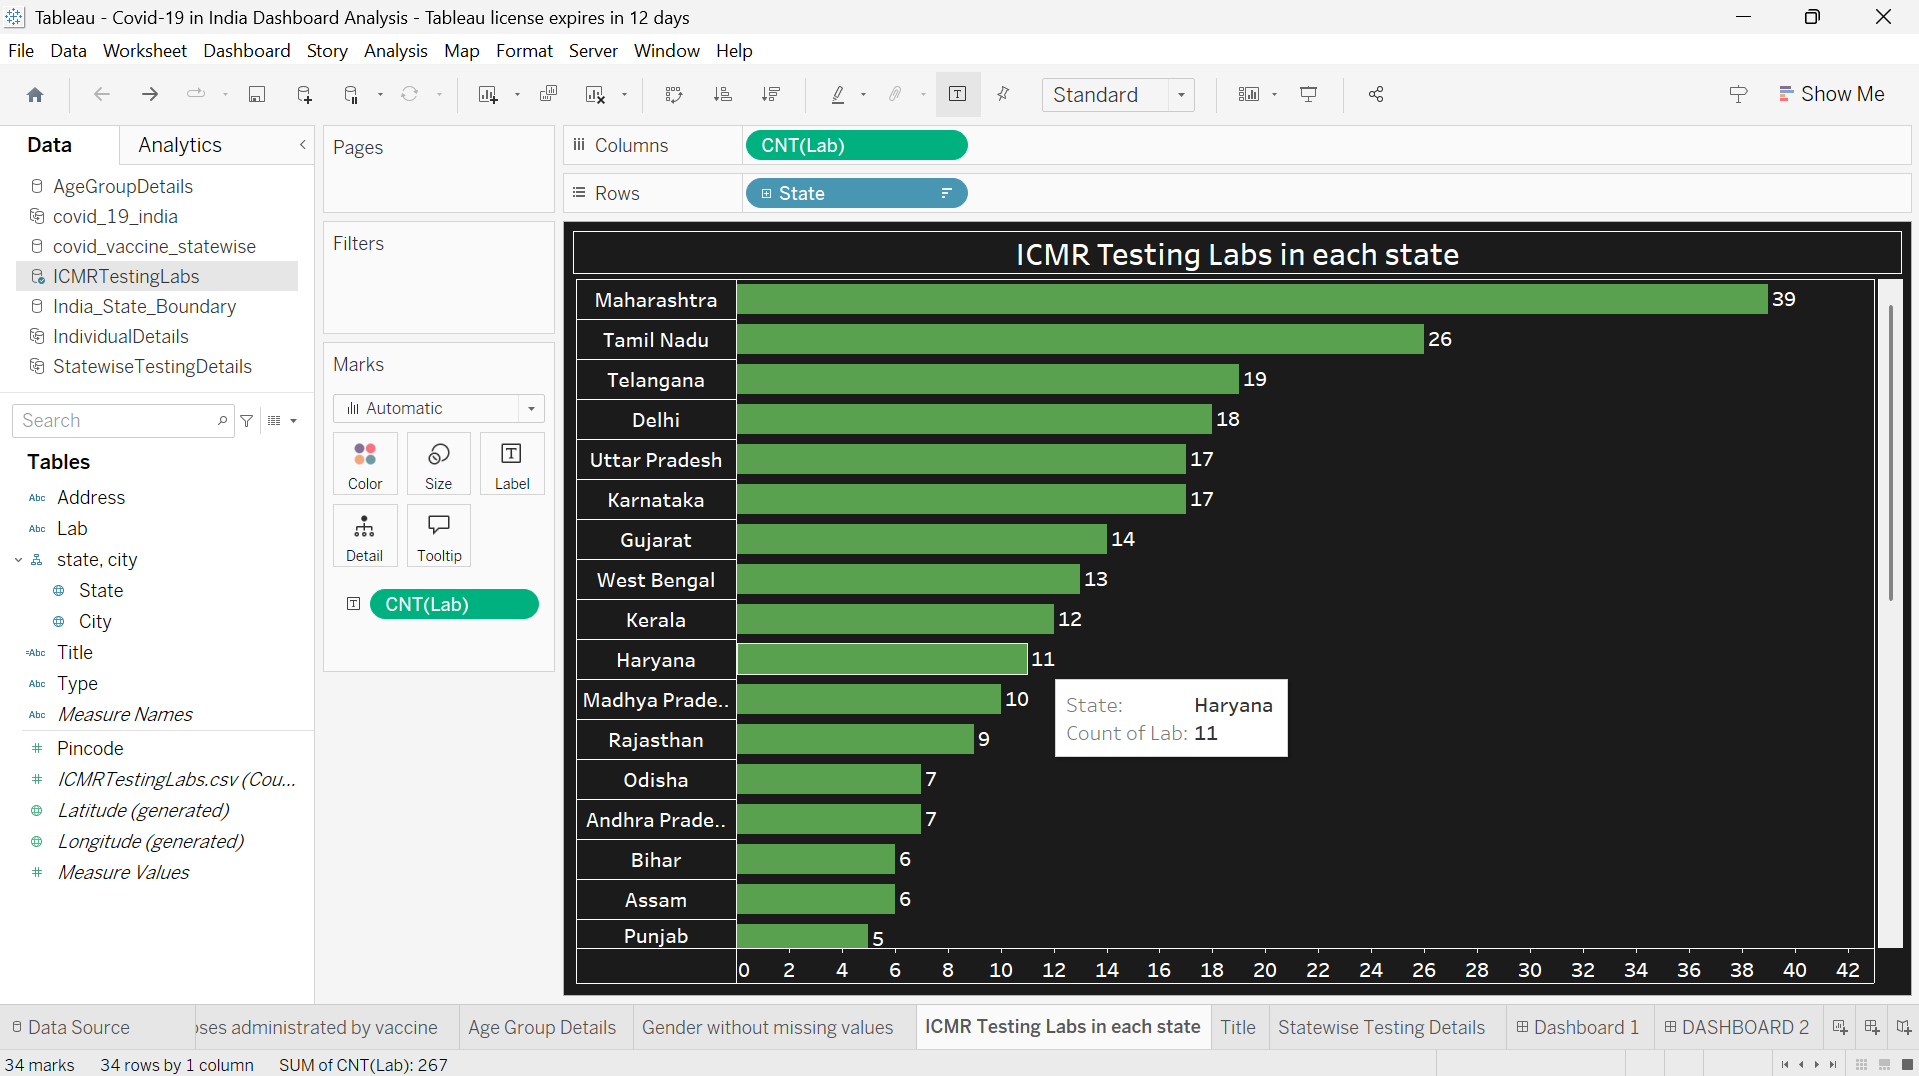 Tableau - Covid-19 in India Dashboard Analysis - Tableau license expires in 12 days
File Data Worksheet Dashboard Story Analysis Map Format Server Window Help
Standard
Show Me
Data Analytics
AgeGroupDetails
covid_19_india
covid_vaccine_statewise
ICMRTestingLabs
India_State_Boundary
IndividualDetails
StatewiseTestingDetails
Search
Tables
Abc Address
Abc Lab
state, city
State
City
=Abc Title
Abc Type
Abc Measure Names
# Pincode
# ICMRTestingLabs.csv (Cou...
Latitude (generated)
Longitude (generated)
# Measure Values
Pages
Filters
Marks
Automatic
Color Size Label
Detail Tooltip
CNT(Lab)
Columns CNT(Lab)
Rows State
ICMR Testing Labs in each state
Maharashtra 39
Tamil Nadu 26
Telangana 19
Delhi 18
Uttar Pradesh 17
Karnataka 17
Gujarat 14
West Bengal 13
Kerala 12
Haryana 11
Madhya Prade.. 10
Rajasthan 9
Odisha 7
Andhra Prade.. 7
Bihar 6
Assam 6
Punjab 5
State: Haryana
Count of Lab: 11
0 2 4 6 8 10 12 14 16 18 20 22 24 26 28 30 32 34 36 38 40 42
Data Source oses administrated by vaccine Age Group Details Gender without missing values ICMR Testing Labs in each state Title Statewise Testing Details Dashboard 1 DASHBOARD 2
34 marks 34 rows by 1 column SUM of CNT(Lab): 267